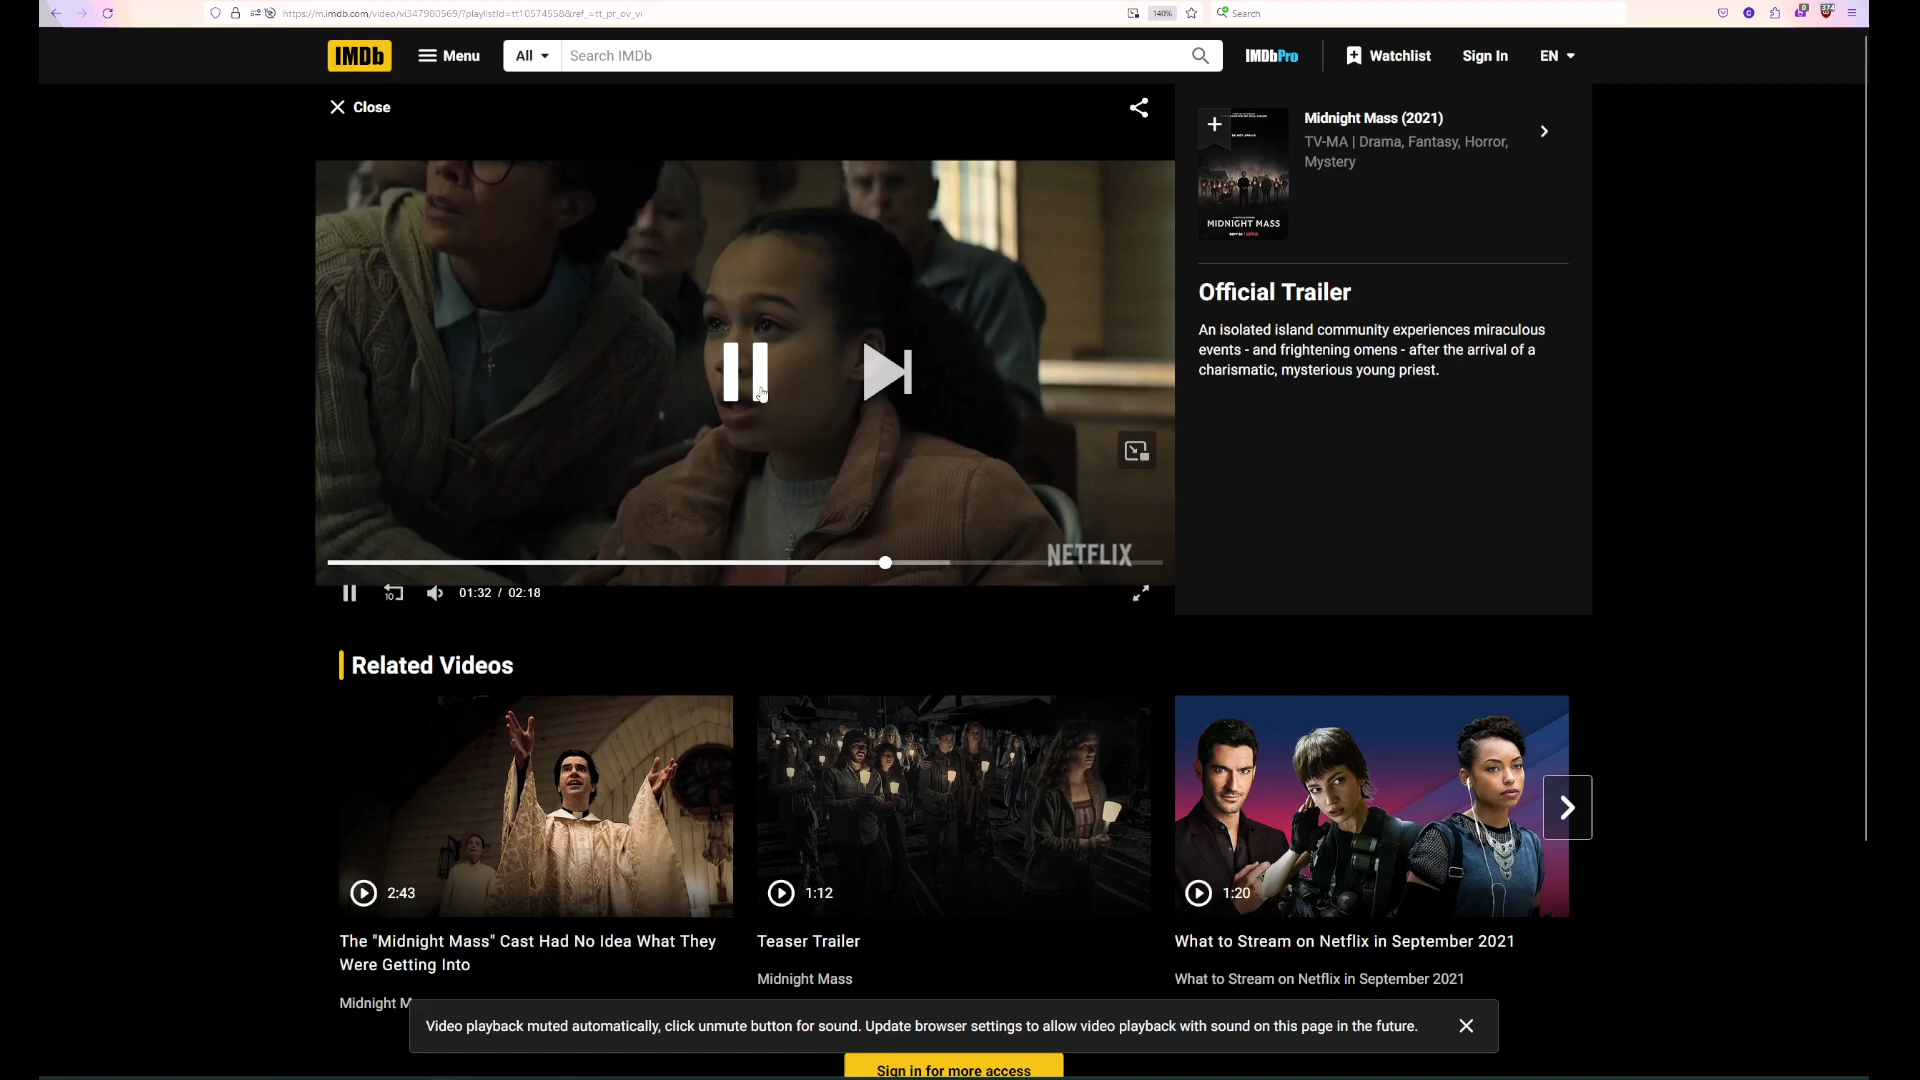 https://m.imdb.com/video/vi347980569/?playlistId=tt10574558&ref_=tt_pr_ov_vi
140%
Search
0
374
IMDb
Menu
All
Search IMDb
IMDbPro
Watchlist
Sign In
EN
Close
Midnight Mass (2021)
TV-MA | Drama, Fantasy, Horror,
Mystery
MIDNIGHT MASS
Official Trailer
An isolated island community experiences miraculous
events - and frightening omens - after the arrival of a
charismatic, mysterious young priest.
NETFLIX
10
01:32 / 02:18
Related Videos
2:43
1:12
1:20
The "Midnight Mass" Cast Had No Idea What They
Were Getting Into
Teaser Trailer
What to Stream on Netflix in September 2021
Midnight Mass
What to Stream on Netflix in September 2021
Midnight M
Video playback muted automatically, click unmute button for sound. Update browser settings to allow video playback with sound on this page in the future.
Sign in for more access